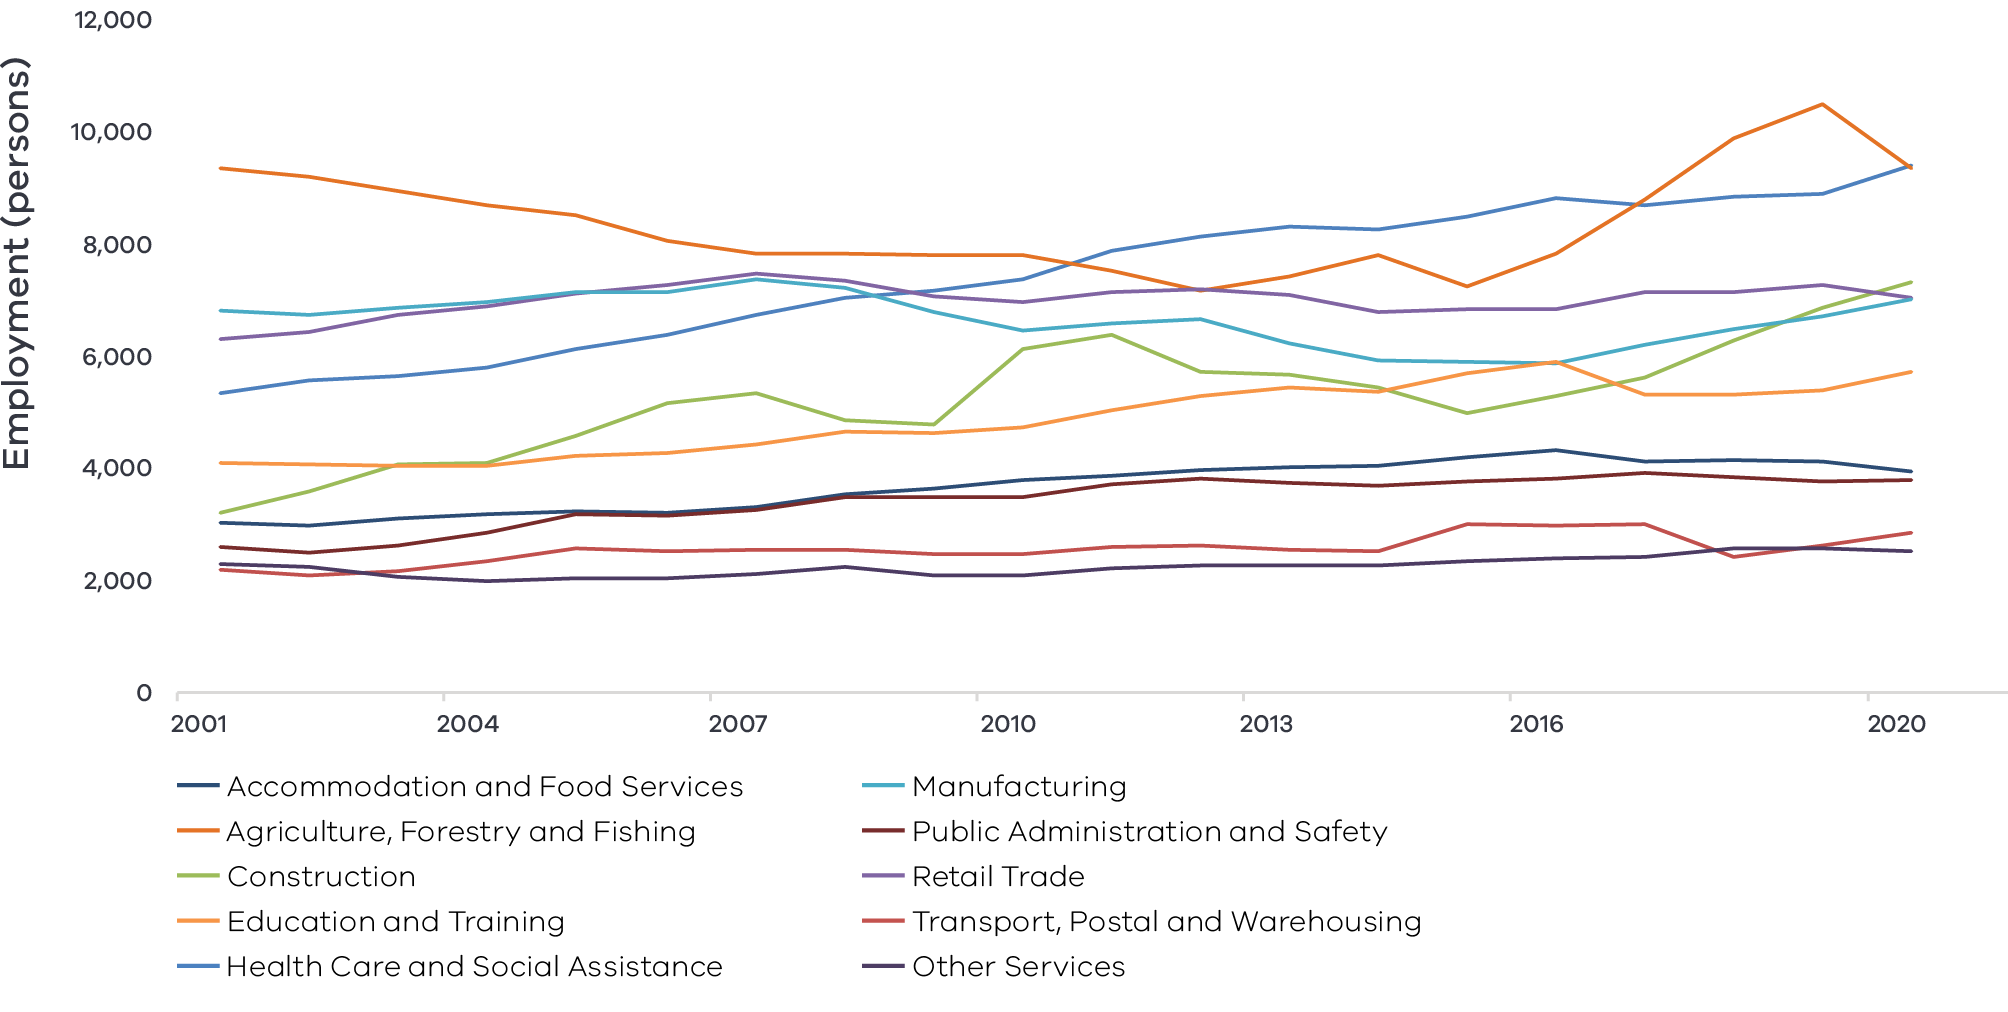 12,000
10,000
8,000
6,000
4,000
2,000
0
Employment (persons)
2001 2004 2007 2010 2013 2016 2020
Accommodation and Food Services
Agriculture, Forestry and Fishing
Construction
Education and Training
Health Care and Social Assistance
Manufacturing
Public Administration and Safety
Retail Trade
Transport, Postal and Warehousing
Other Services